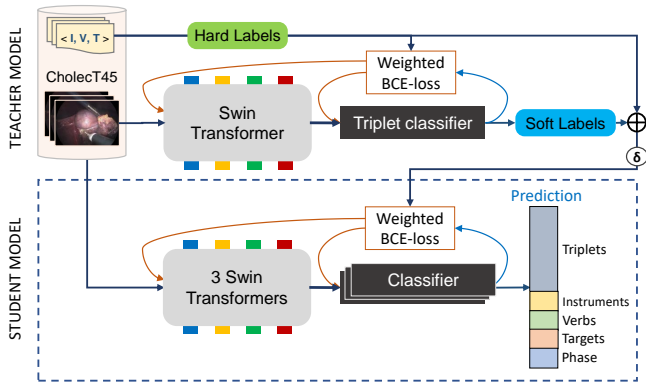 TEACHER MODEL
< I, V, T >
CholecT45
Hard Labels
Weighted
BCE-loss
Swin
Transformer
Triplet classifier
Soft Labels
δ
STUDENT MODEL
Weighted
BCE-loss
3 Swin
Transformers
Classifier
Prediction
Triplets
Instruments
Verbs
Targets
Phase